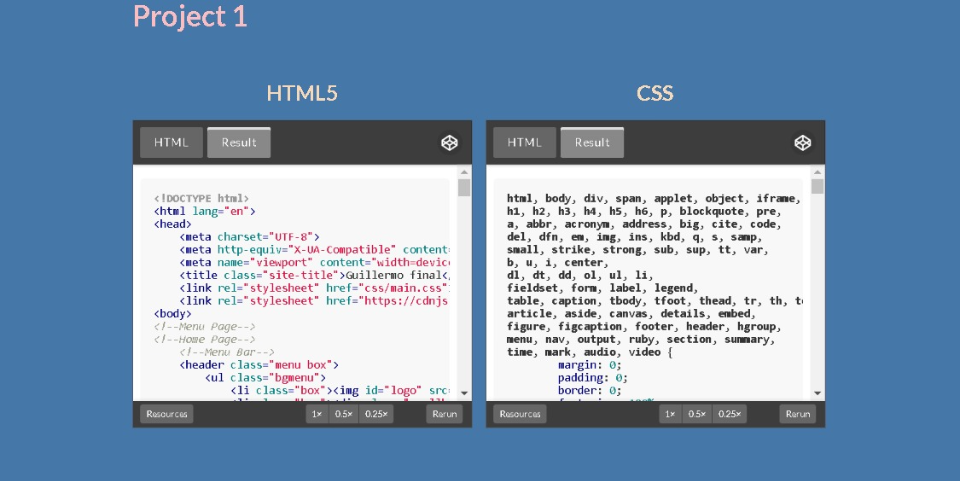 Project 1
HTML5
CSS
HTML
Result
<!DOCTYPE html>
<html lang="en">
<head>
<meta charset="UTF-8">
<meta http-equiv="X-UA-Compatible" content
<meta name="viewport" content="width=devic
<title class="site-title">Guillermo final<
<link rel="stylesheet" href="css/main.css"
<link rel="stylesheet" href="https://cdnjs
<body>
<!--Menu Page-->
<!--Home Page-->
<!--Menu Bar-->
<header class="menu box">
<ul class="bgmenu">
<li class="box"><img id="logo" src
Resources
1×
0.5×
0.25×
Rerun
HTML
Result
html, body, div, span, applet, object, iframe,
h1, h2, h3, h4, h5, h6, p, blockquote, pre,
a, abbr, acronym, address, big, cite, code,
del, dfn, em, img, ins, kbd, q, s, samp,
small, strike, strong, sub, sup, tt, var,
b, u, i, center,
dl, dt, dd, ol, ul, li,
fieldset, form, label, legend,
table, caption, tbody, tfoot, thead, tr, th, t
article, aside, canvas, details, embed,
figure, figcaption, footer, header, hgroup,
menu, nav, output, ruby, section, summary,
time, mark, audio, video {
margin: 0;
padding: 0;
border: 0;
Resources
1×
0.5×
0.25×
Rerun